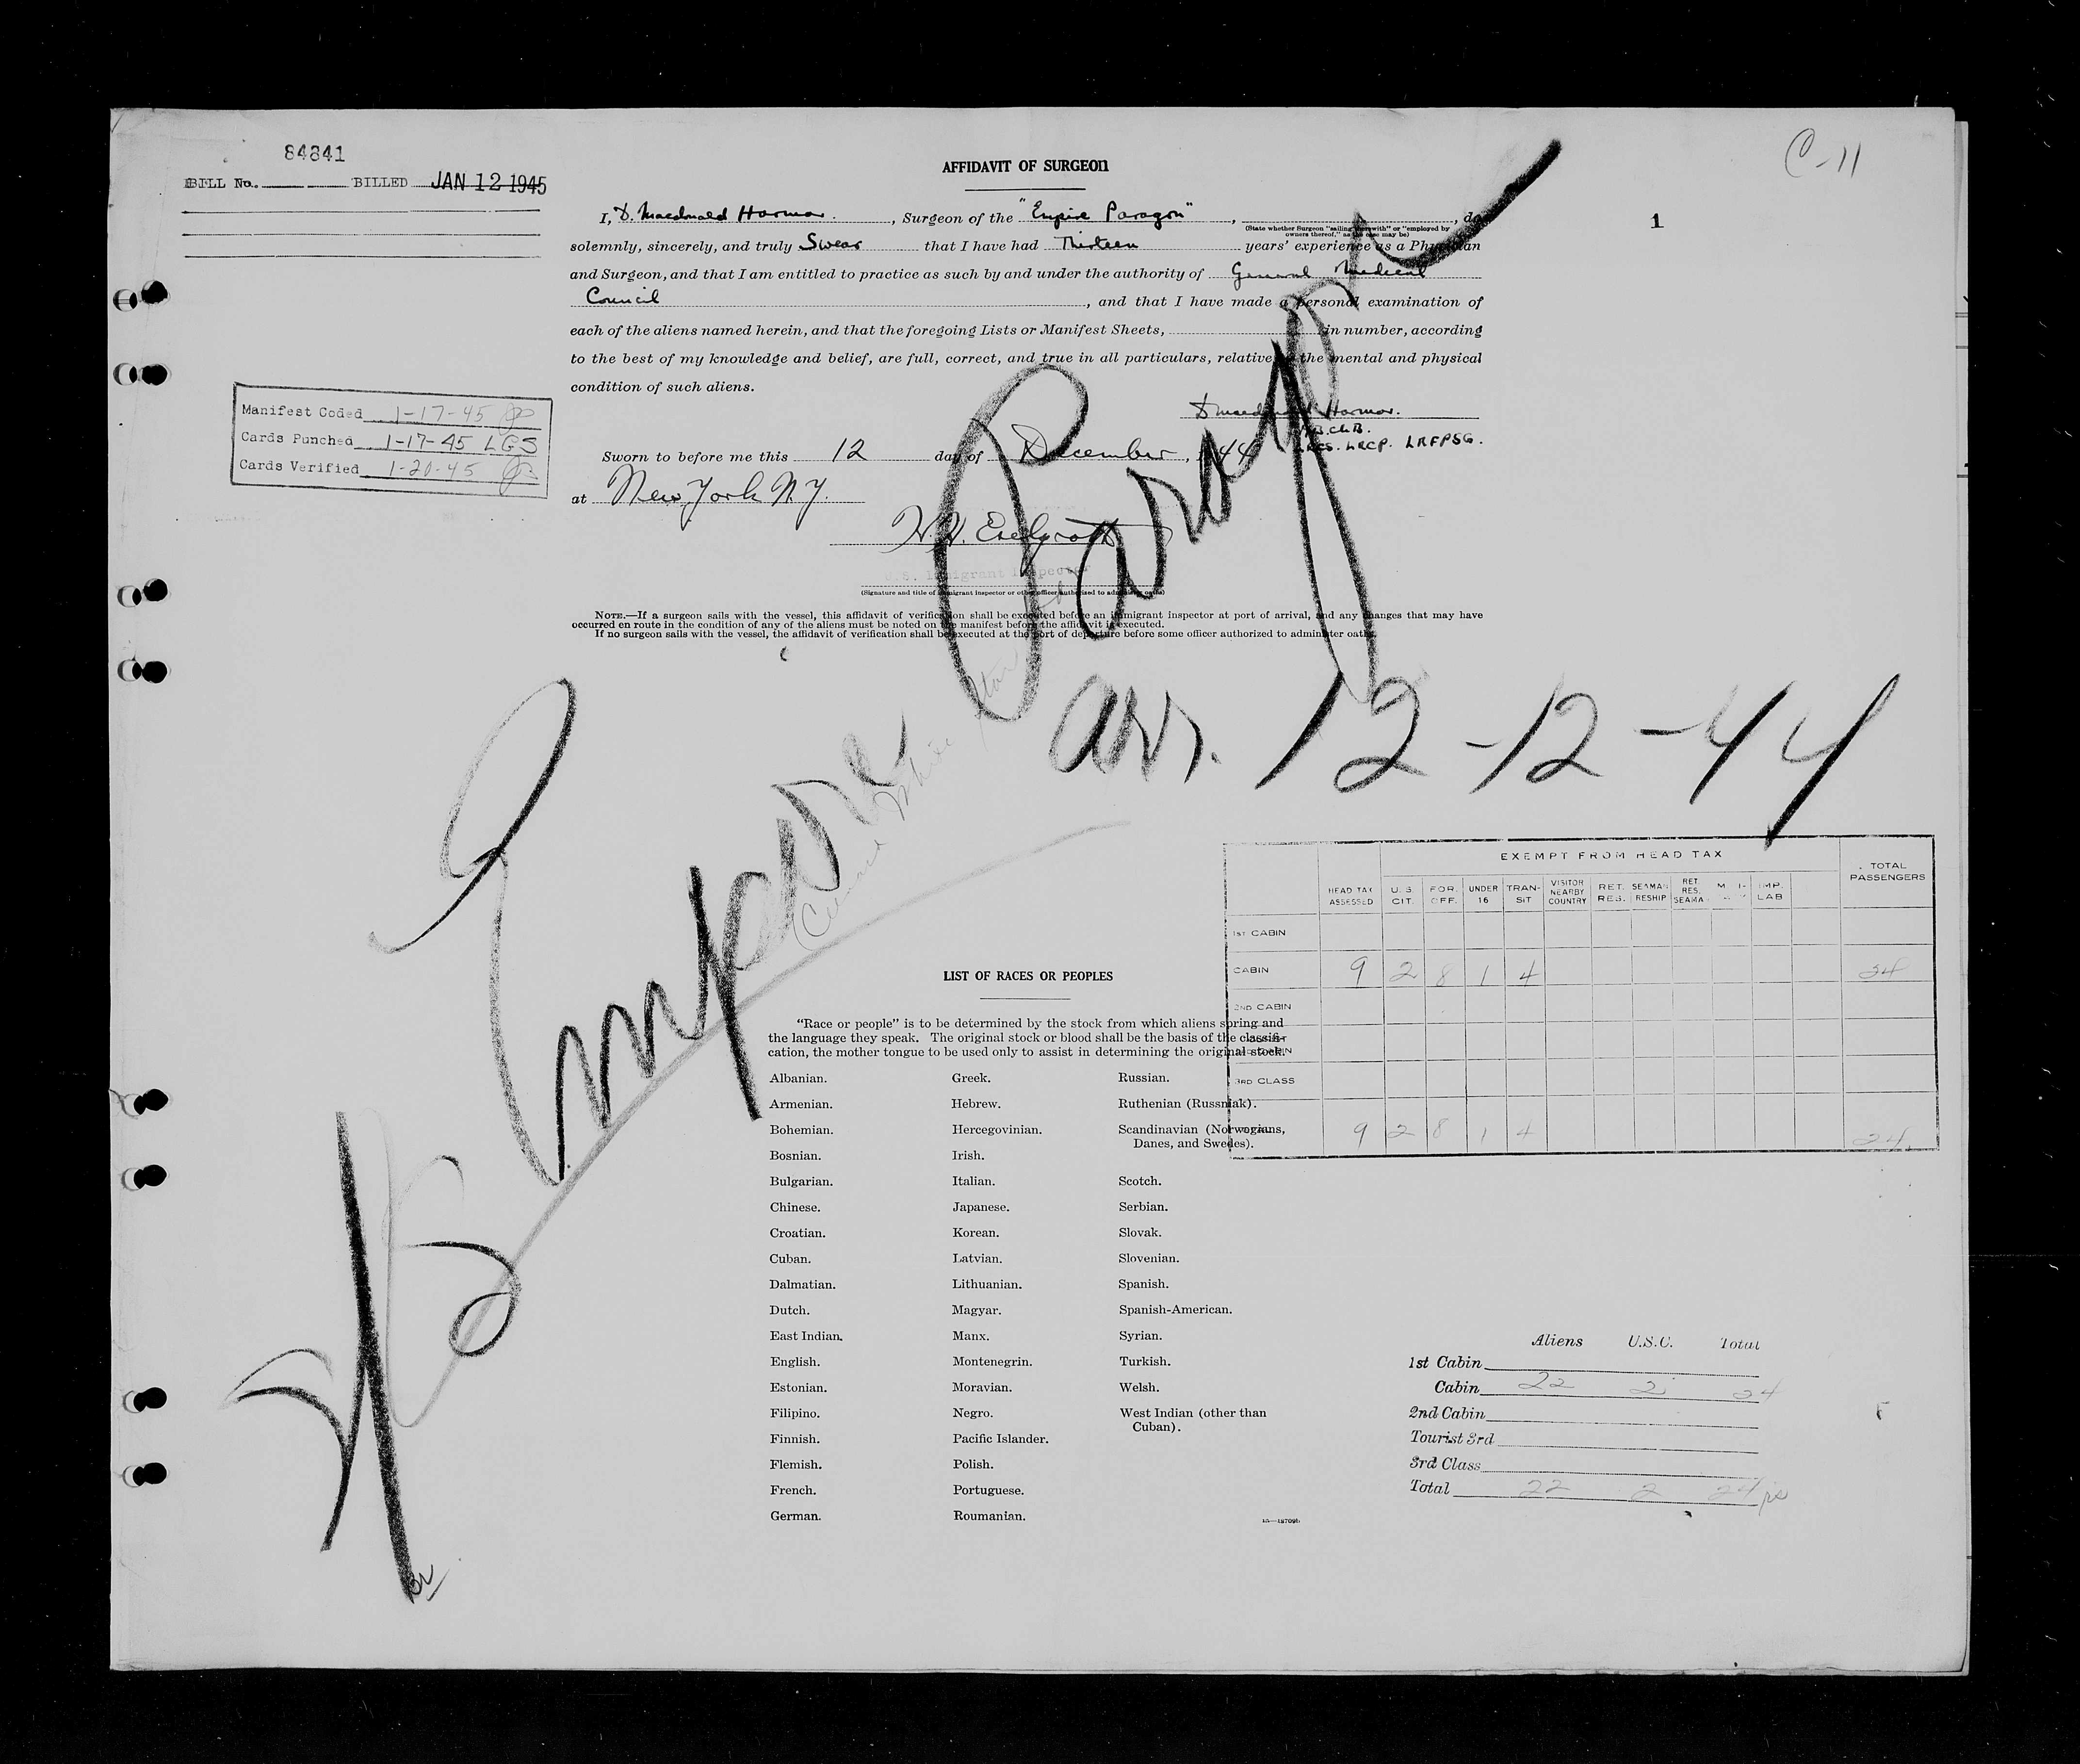 84841
BILL No. BILLED JAN 12 1945
C-11
1
AFFIDAVIT OF SURGEON
I, D. Macdonald Harmar, Surgeon of the "Empire Paragon", , do
(State whether Surgeon "sailing therewith" or "employed by owners thereof," as the case may be)
solemnly, sincerely, and truly Swear that I have had Thirteen years' experience as a Physician
and Surgeon, and that I am entitled to practice as such by and under the authority of General Medical
Council, and that I have made a personal examination of
each of the aliens named herein, and that the foregoing Lists or Manifest Sheets, in number, according
to the best of my knowledge and belief, are full, correct, and true in all particulars, relative to the mental and physical
condition of such aliens.
Manifest Coded 1-17-45
Cards Punched 1-17-45 LGS
Cards Verified 1-20-45
D Macdonald Harmar.
B.Ch.B.
LRCP. LRFPSG.
Sworn to before me this 12 day of December, 1944
at New York N.Y.
U.S. Immigrant Inspector
(Signature and title of immigrant inspector or other officer authorized to administer oaths)
NOTE.—If a surgeon sails with the vessel, this affidavit of verification shall be executed before an immigrant inspector at port of arrival, and any changes that may have
occurred en route in the condition of any of the aliens must be noted on the manifest before the affidavit is executed.
If no surgeon sails with the vessel, the affidavit of verification shall be executed at the port of departure before some officer authorized to administer oaths.
Empire Paragon
arr. 12-12-44
EXEMPT FROM HEAD TAX
HEAD TAX ASSESSED U.S. CIT. FOR. OFF. UNDER 16 TRAN-SIT VISITOR NEARBY COUNTRY RET. RES. SEAMAN RESHIP RET. RES. SEAMA IMP. LAB TOTAL PASSENGERS
1ST CABIN
CABIN 9 2 8 1 4 24
2ND CABIN
3RD CLASS
9 2 8 1 4 24
LIST OF RACES OR PEOPLES
"Race or people" is to be determined by the stock from which aliens spring and
the language they speak. The original stock or blood shall be the basis of the classifi-
cation, the mother tongue to be used only to assist in determining the original stock.
Albanian. Greek. Russian.
Armenian. Hebrew. Ruthenian (Russniak).
Bohemian. Hercegovinian. Scandinavian (Norwegians,
Danes, and Swedes).
Bosnian. Irish.
Bulgarian. Italian. Scotch.
Chinese. Japanese. Serbian.
Croatian. Korean. Slovak.
Cuban. Latvian. Slovenian.
Dalmatian. Lithuanian. Spanish.
Dutch. Magyar. Spanish-American.
East Indian. Manx. Syrian.
English. Montenegrin. Turkish.
Estonian. Moravian. Welsh.
Filipino. Negro. West Indian (other than
Cuban).
Finnish. Pacific Islander.
Flemish. Polish.
French. Portuguese.
German. Roumanian.
Aliens U.S.C. Total
1st Cabin
Cabin 22 2 24
2nd Cabin
Tourist 3rd
3rd Class
Total 22 2 24